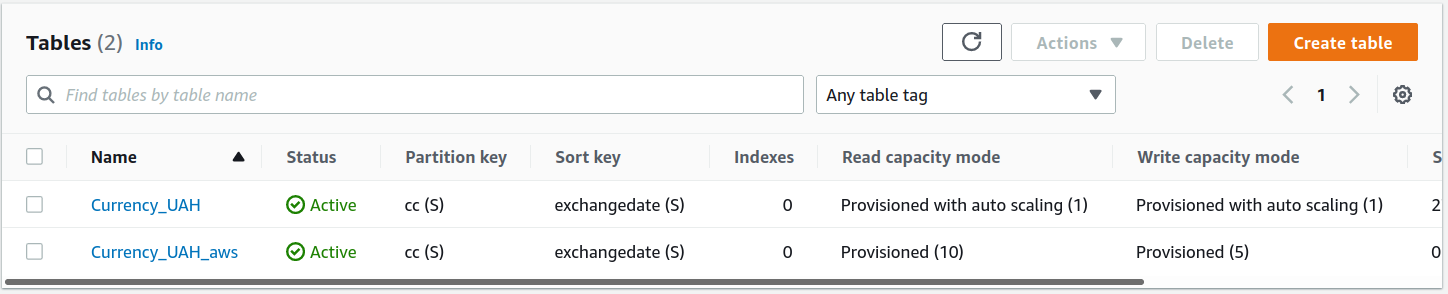 Tables (2) Info Actions Delete Create table
Find tables by table name Any table tag 1
Name Status Partition key Sort key Indexes Read capacity mode Write capacity mode S
Currency_UAH Active cc (S) exchangedate (S) 0 Provisioned with auto scaling (1) Provisioned with auto scaling (1) 2
Currency_UAH_aws Active cc (S) exchangedate (S) 0 Provisioned (10) Provisioned (5) 0